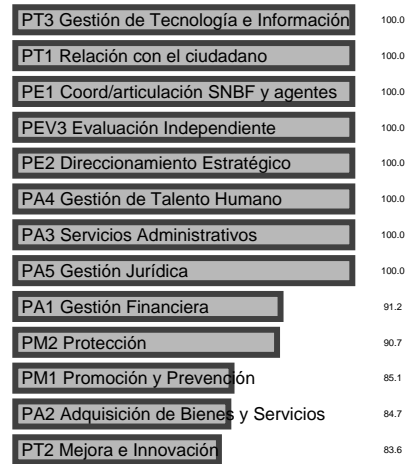 PT3 Gestión de Tecnología e Información 100.0
PT1 Relación con el ciudadano 100.0
PE1 Coord/articulación SNBF y agentes 100.0
PEV3 Evaluación Independiente 100.0
PE2 Direccionamiento Estratégico 100.0
PA4 Gestión de Talento Humano 100.0
PA3 Servicios Administrativos 100.0
PA5 Gestión Jurídica 100.0
PA1 Gestión Financiera 91.2
PM2 Protección 90.7
PM1 Promoción y Prevención 85.1
PA2 Adquisición de Bienes y Servicios 84.7
PT2 Mejora e Innovación 83.6